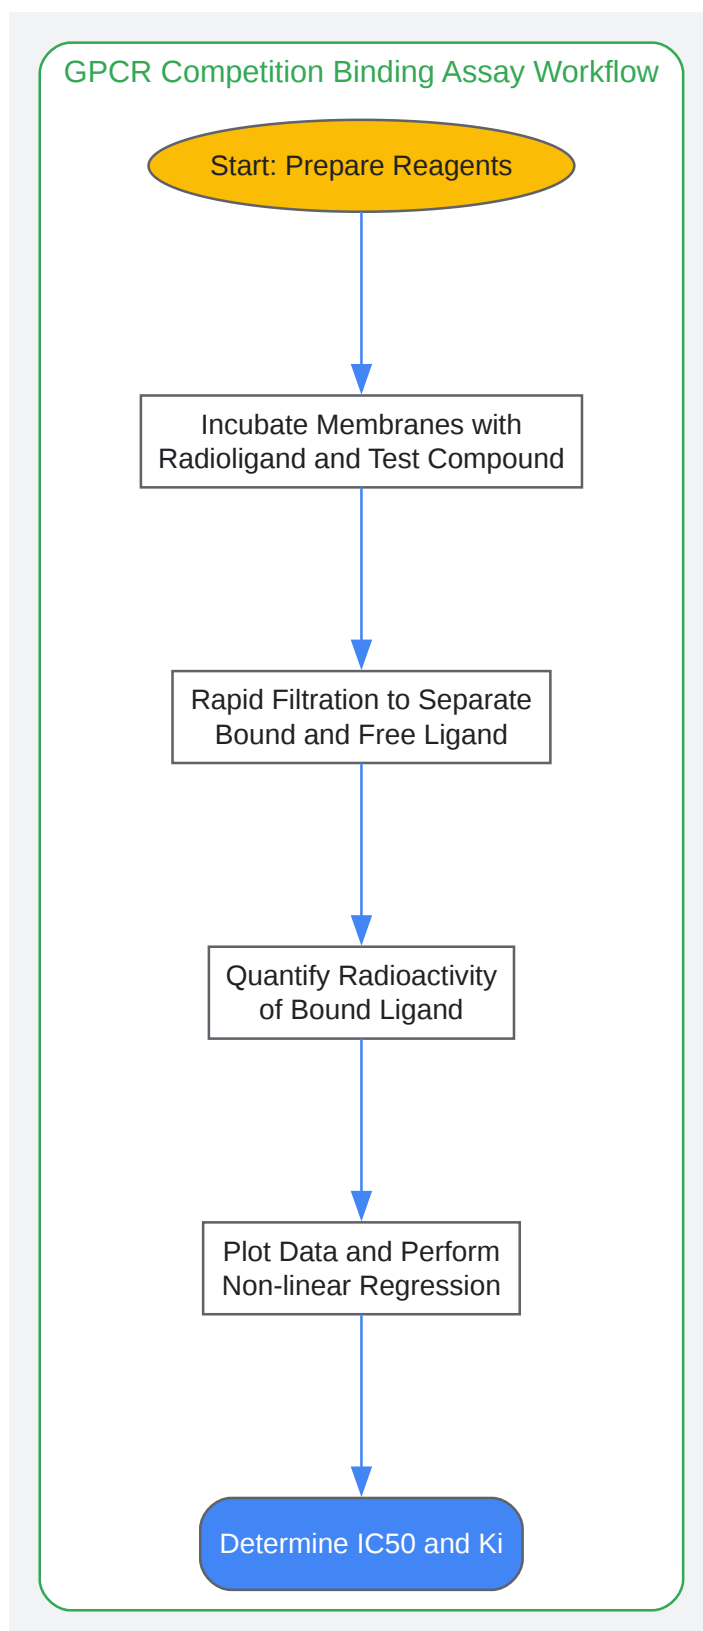 GPCR Competition Binding Assay Workflow
Start: Prepare Reagents
Incubate Membranes with
Radioligand and Test Compound
Rapid Filtration to Separate
Bound and Free Ligand
Quantify Radioactivity
of Bound Ligand
Plot Data and Perform
Non-linear Regression
Determine IC50 and Ki